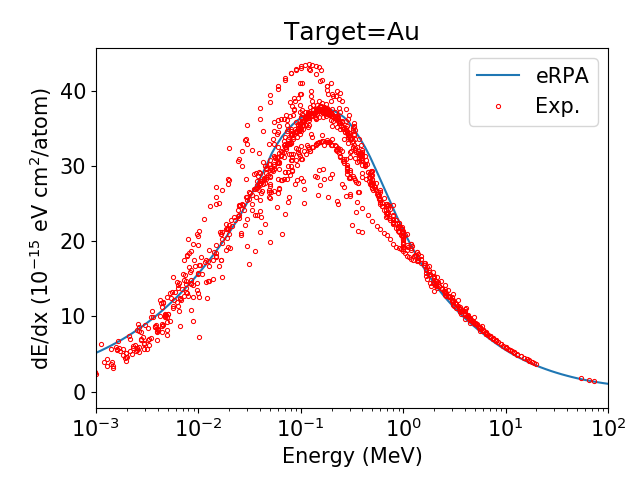 Target=Au
eRPA
Exp.
dE/dx (10⁻¹⁵ eV cm²/atom)
40
30
20
10
0
10⁻³ 10⁻² 10⁻¹ 10⁰ 10¹ 10²
Energy (MeV)